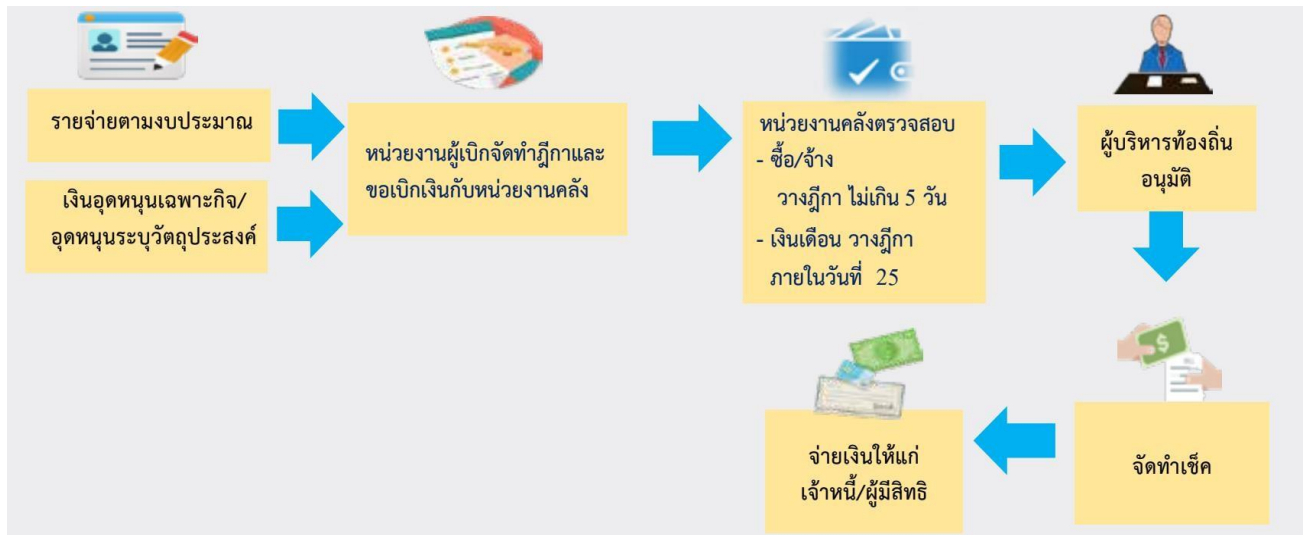 รายจ่ายตามงบประมาณ
เงินอุดหนุนเฉพาะกิจ/
อุดหนุนระบุวัตถุประสงค์
หน่วยงานผู้เบิกจัดทำฎีกาและ
ขอเบิกเงินกับหน่วยงานคลัง
หน่วยงานคลังตรวจสอบ
- ซื้อ/จ้าง
วางฎีกา ไม่เกิน 5 วัน
- เงินเดือน วางฎีกา
ภายในวันที่ 25
ผู้บริหารท้องถิ่น
อนุมัติ
จัดทำเช็ค
จ่ายเงินให้แก่
เจ้าหนี้/ผู้มีสิทธิ